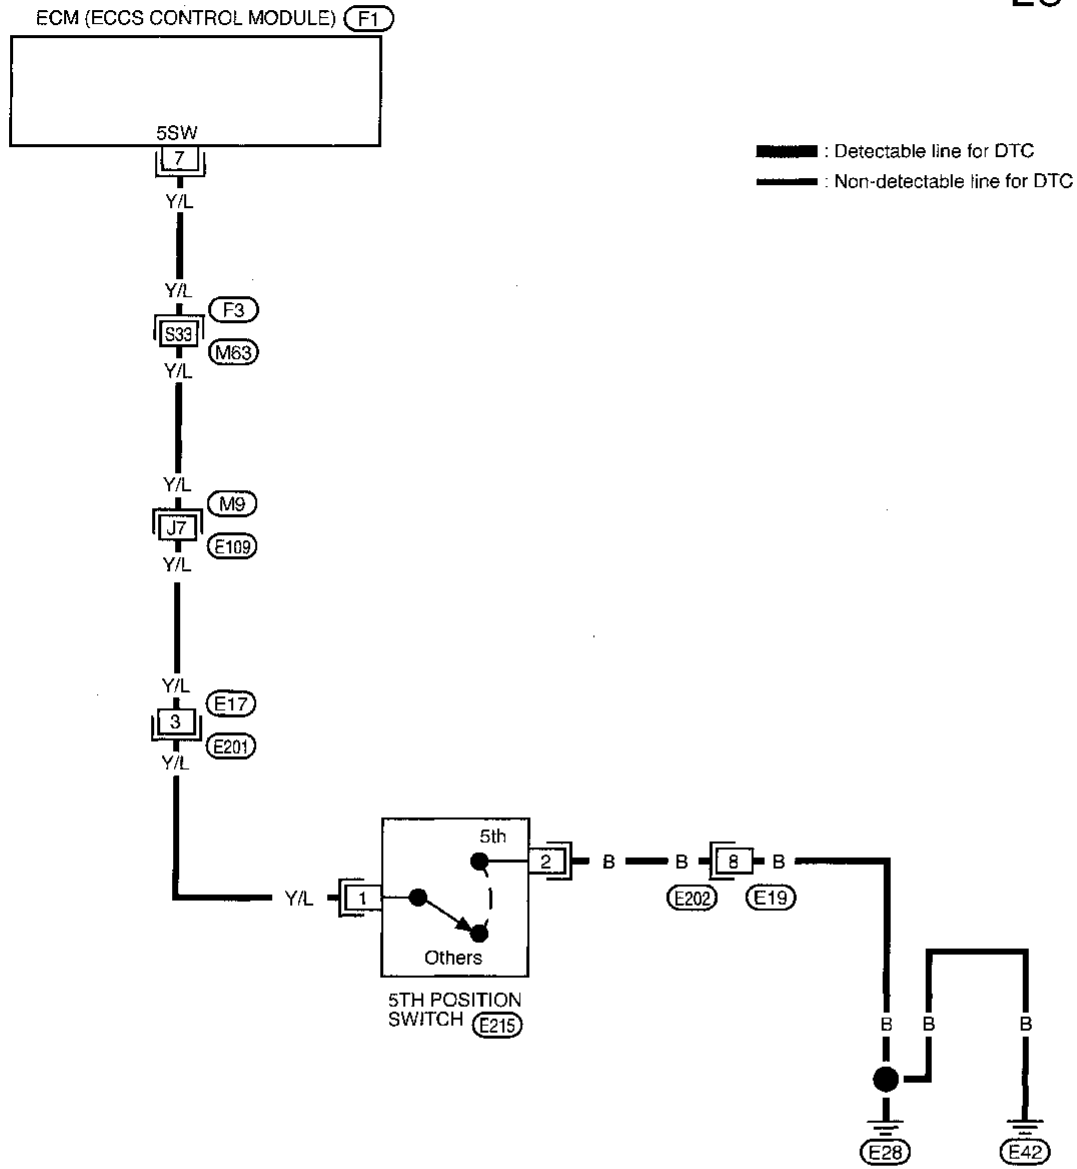 ECM (ECCS CONTROL MODULE) F1
5SW
7
: Detectable line for DTC
: Non-detectable line for DTC
Y/L
Y/L
F3
S33
M63
Y/L
Y/L
M9
J7
E109
Y/L
Y/L
E17
3
E201
Y/L
5th
2 B B 8 B
E202 E19
Y/L 1
Others
5TH POSITION
SWITCH E215
B B B
E28 E42